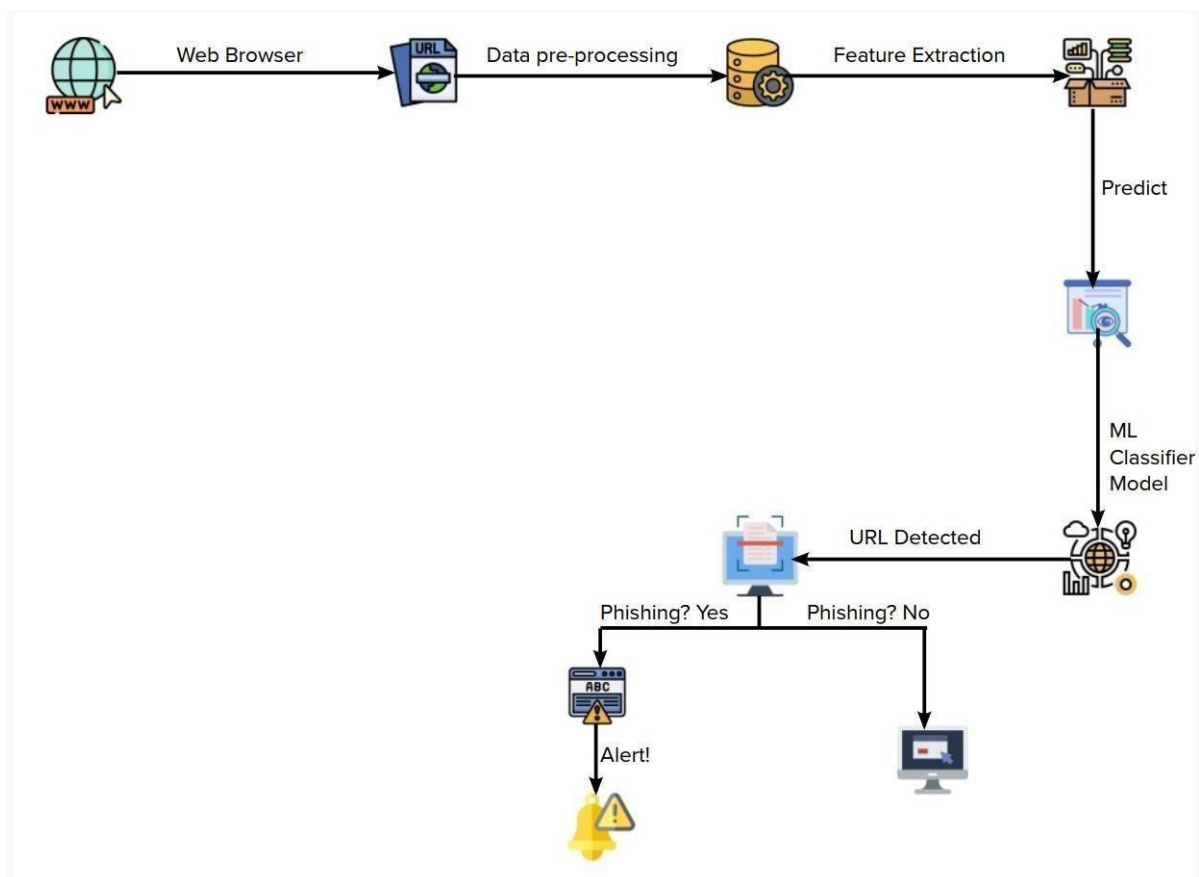 Web Browser
Data pre-processing
Feature Extraction
WWW
URL
Predict
ML
Classifier
Model
URL Detected
Phishing? Yes
Phishing? No
ABC
Alert!